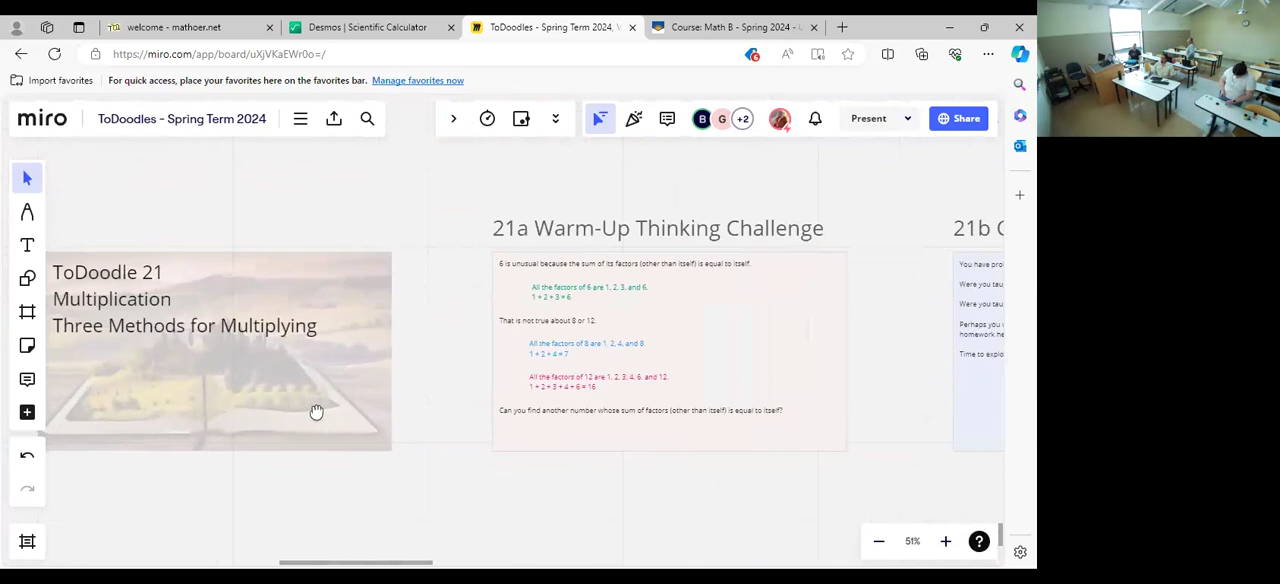 welcome - mathoer.net
Desmos | Scientific Calculator
ToDoodles - Spring Term 2024,
Course: Math B - Spring 2024 -
https://miro.com/app/board/uXjVKaEWr0o=/
Import favorites
For quick access, place your favorites here on the favorites bar.
Manage favorites now
miro
ToDoodles - Spring Term 2024
B
G
+2
Present
Share
21a Warm-Up Thinking Challenge
21b
ToDoodle 21
Multiplication
Three Methods for Multiplying
6 is unusual because the sum of its factors (other than itself) is equal to itself.
All the factors of 6 are 1, 2, 3, and 6.
1 + 2 + 3 = 6
That is not true about 8 or 12.
All the factors of 8 are 1, 2, 4, and 8.
1 + 2 + 4 = 7
All the factors of 12 are 1, 2, 3, 4, 6, and 12.
1 + 2 + 3 + 4 + 6 = 16
Can you find another number whose sum of factors (other than itself) is equal to itself?
You have
Were you
Were you
Perhaps you
homework
Time to
T
51%
?